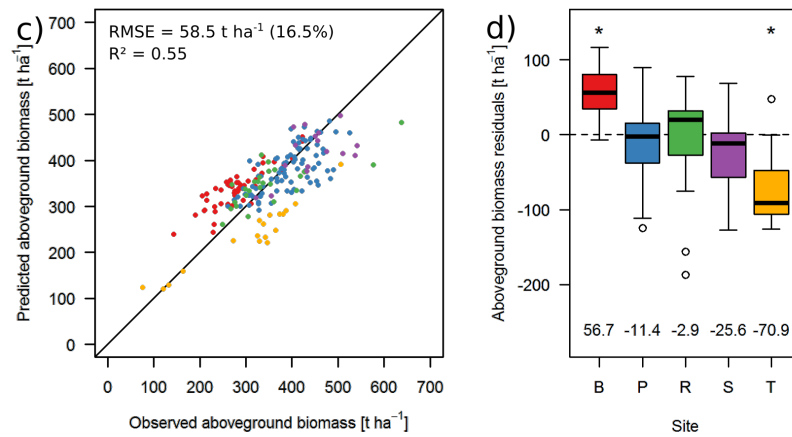 c)
RMSE = 58.5 t ha⁻¹ (16.5%)
R² = 0.55
Predicted aboveground biomass [t ha⁻¹]
700
600
500
400
300
200
100
0
0 100 200 300 400 500 600 700
Observed aboveground biomass [t ha⁻¹]
d)
Aboveground biomass residuals [t ha⁻¹]
100
0
-100
-200
* *
56.7 -11.4 -2.9 -25.6 -70.9
B P R S T
Site